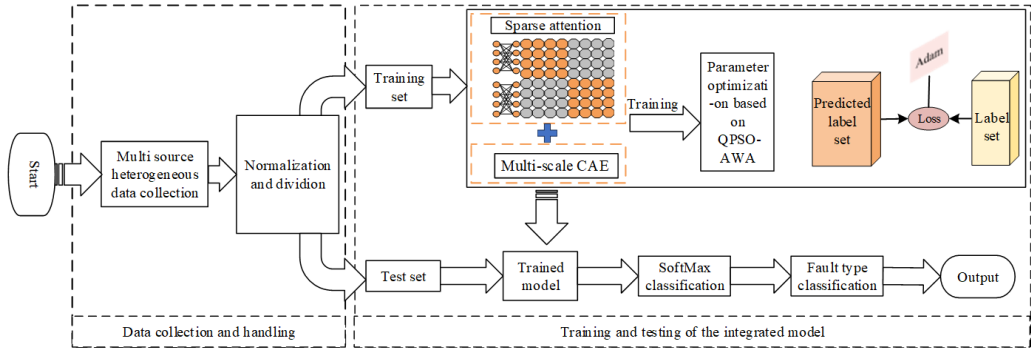 Start
Multi source
heterogeneous
data collection
Normalization
and dividion
Training
set
Sparse attention
Multi-scale CAE
Training
Parameter
optimizati
-on based
on
QPSO-
AWA
Predicted
label
set
Adam
Loss
Label
set
Test set
Trained
model
SoftMax
classification
Fault type
classification
Output
Data collection and handling
Training and testing of the integrated model